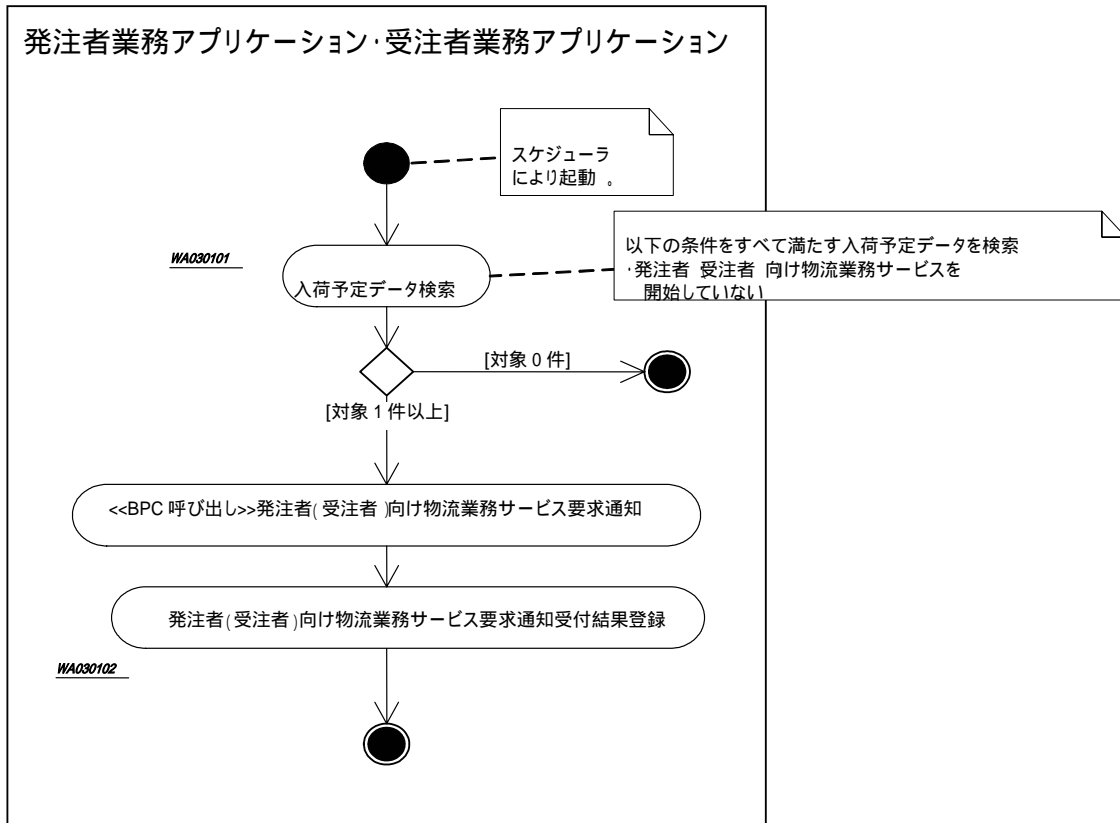 発注者業務アプリケーション・受注者業務アプリケーション
スケジューラ
により起動 。
WA030101
入荷予定データ検索
以下の条件をすべて満たす入荷予定データを検索
・発注者 受注者 向け物流業務サービスを
開始していない
[対象0件]
[対象1件以上]
<<BPC 呼び出し>>発注者(受注者)向け物流業務サービス要求通知
発注者(受注者)向け物流業務サービス要求通知受付結果登録
WA030102